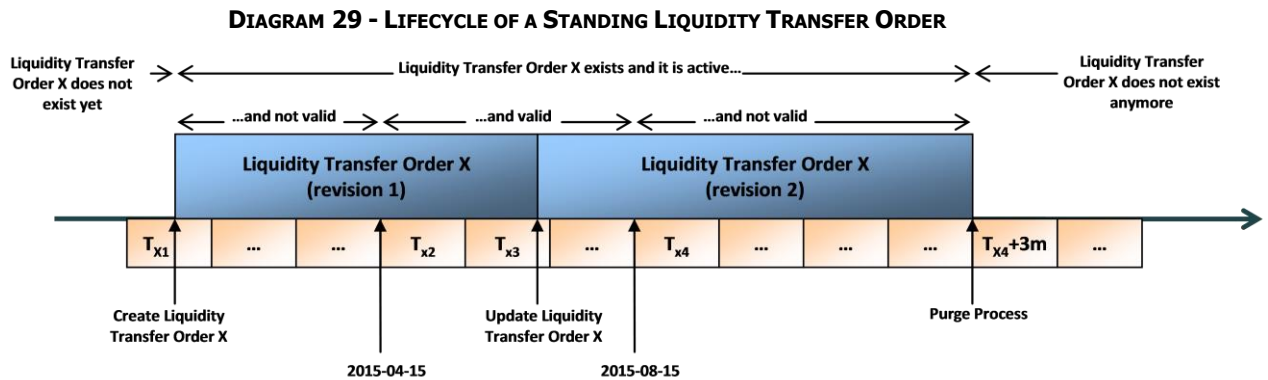 DIAGRAM 29 - LIFECYCLE OF A STANDING LIQUIDITY TRANSFER ORDER
Liquidity Transfer
Order X does not
exist yet
Liquidity Transfer Order X exists and it is active...
Liquidity Transfer
Order X does not exist
anymore
...and not valid
...and valid
...and not valid
Liquidity Transfer Order X
(revision 1)
Liquidity Transfer Order X
(revision 2)
TX1
...
...
Tx2
Tx3
...
Tx4
...
...
...
TX4+3m
...
Create Liquidity
Transfer Order X
Update Liquidity
Transfer Order X
Purge Process
2015-04-15
2015-08-15